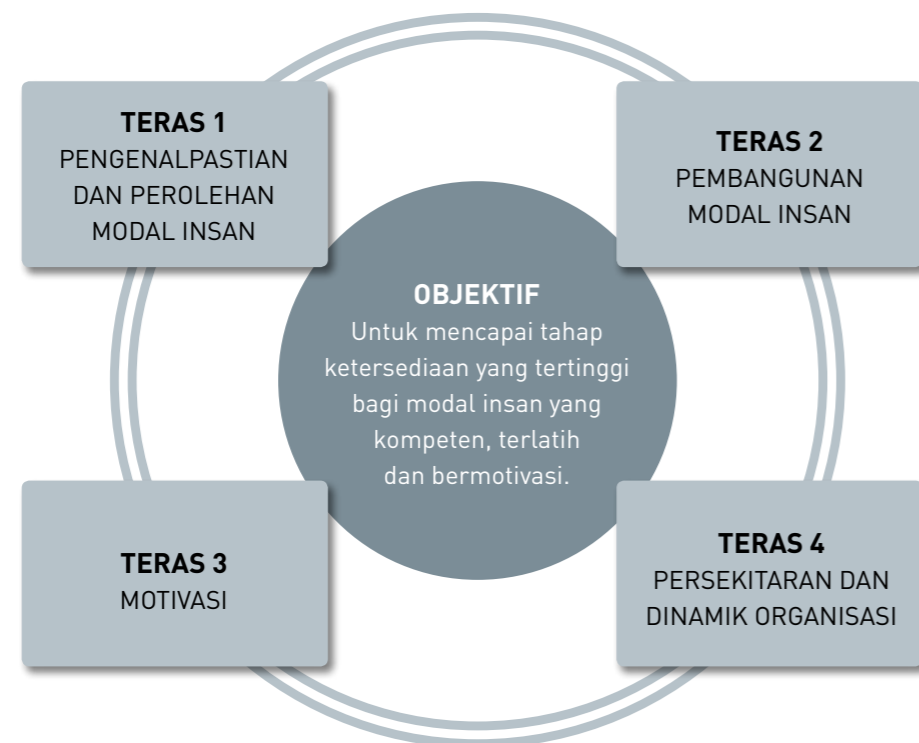 TERAS 1
PENGENALPASTIAN
DAN PEROLEHAN
MODAL INSAN
TERAS 2
PEMBANGUNAN
MODAL INSAN
OBJEKTIF
Untuk mencapai tahap
ketersediaan yang tertinggi
bagi modal insan yang
kompeten, terlatih
dan bermotivasi.
TERAS 3
MOTIVASI
TERAS 4
PERSEKITARAN DAN
DINAMIK ORGANISASI